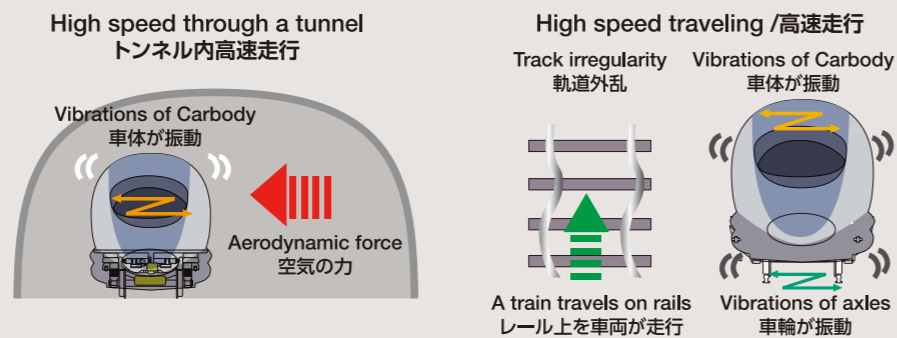 High speed through a tunnel
トンネル内高速走行
Vibrations of Carbody
車体が振動
Aerodynamic force
空気の力
High speed traveling /高速走行
Track irregularity
軌道外乱
A train travels on rails
レール上を車両が走行
Vibrations of Carbody
車体が振動
Vibrations of axles
車輪が振動